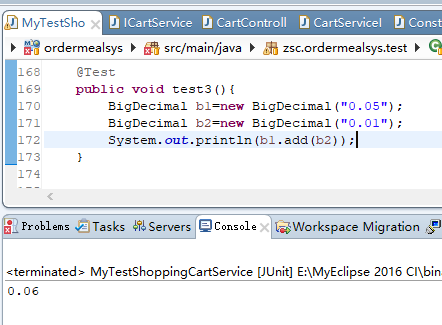 MyTestSho
ICartService
CartControll
CartServiceI
Const
ordermealsys
src/main/java
zsc.ordermealsys.test
168 @Test
169 public void test3(){
170 BigDecimal b1=new BigDecimal("0.05");
171 BigDecimal b2=new BigDecimal("0.01");
172 System.out.println(b1.add(b2));
173 }
174
Problems
Tasks
Servers
Console
Workspace Migration
<terminated> MyTestShoppingCartService [JUnit] E:\MyEclipse 2016 CI\bin
0.06